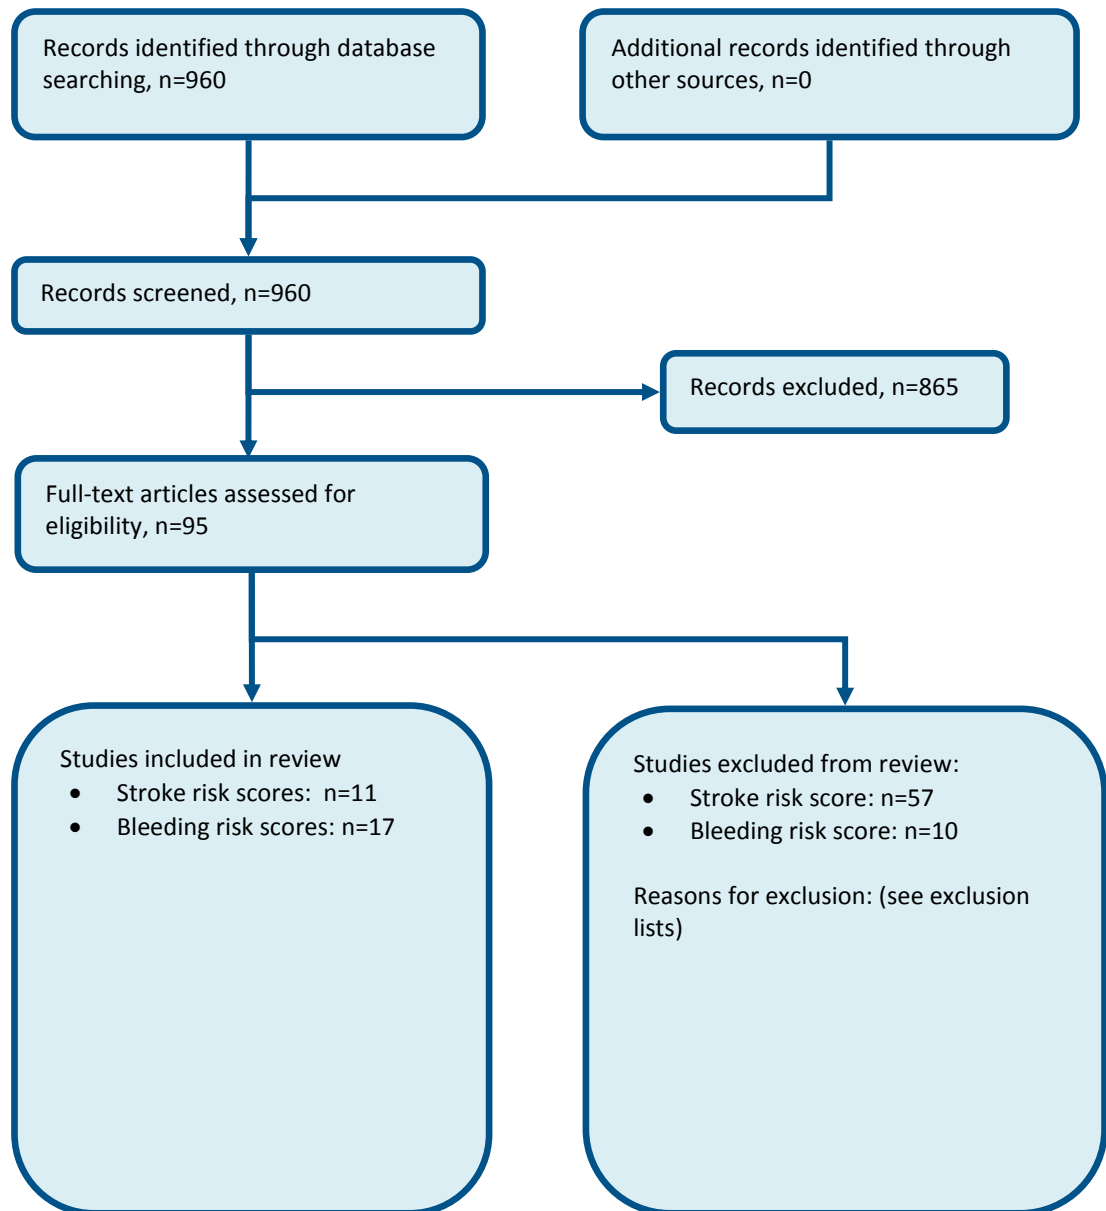 Records identified through database
searching, n=960
Additional records identified through
other sources, n=0
Records screened, n=960
Records excluded, n=865
Full-text articles assessed for
eligibility, n=95
Studies included in review
• Stroke risk scores:  n=11
• Bleeding risk scores: n=17
Studies excluded from review:
• Stroke risk score: n=57
• Bleeding risk score: n=10
Reasons for exclusion: (see exclusion
lists)